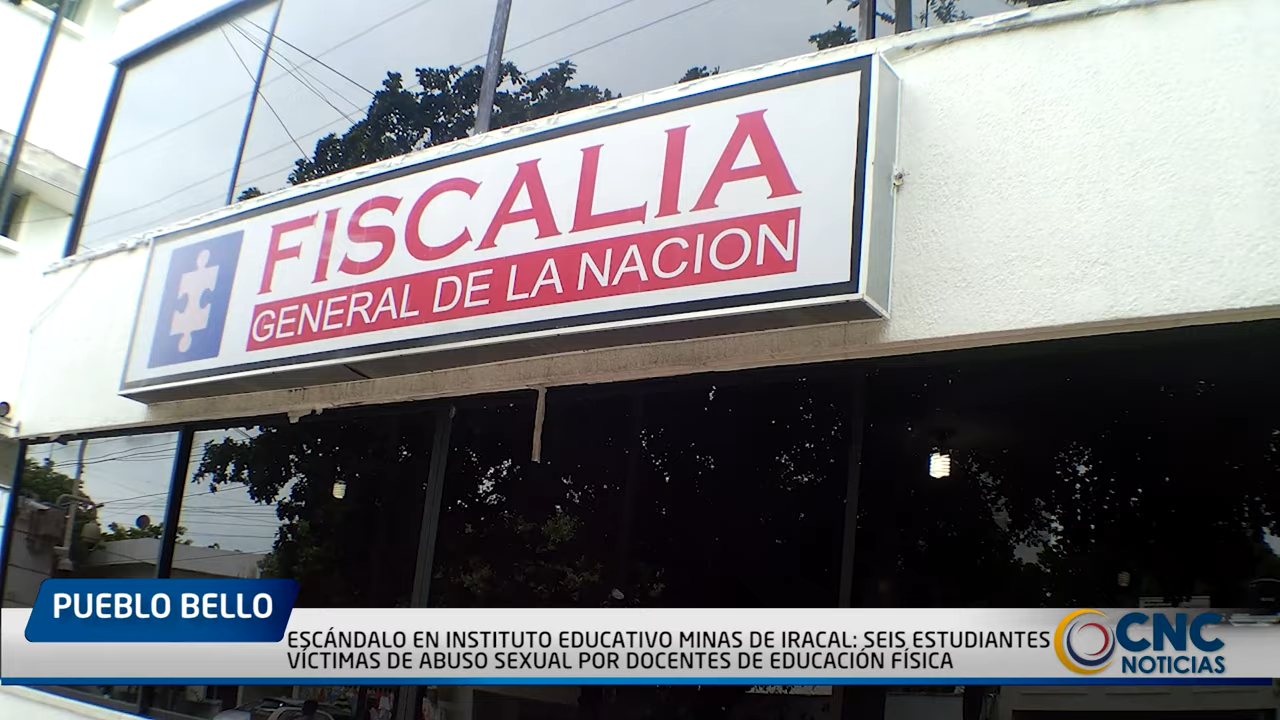 FISCALIA
GENERAL DE LA NACION
PUEBLO BELLO
ESCÁNDALO EN INSTITUTO EDUCATIVO MINAS DE IRACAL: SEIS ESTUDIANTES
VÍCTIMAS DE ABUSO SEXUAL POR DOCENTES DE EDUCACIÓN FÍSICA
CNC
NOTICIAS